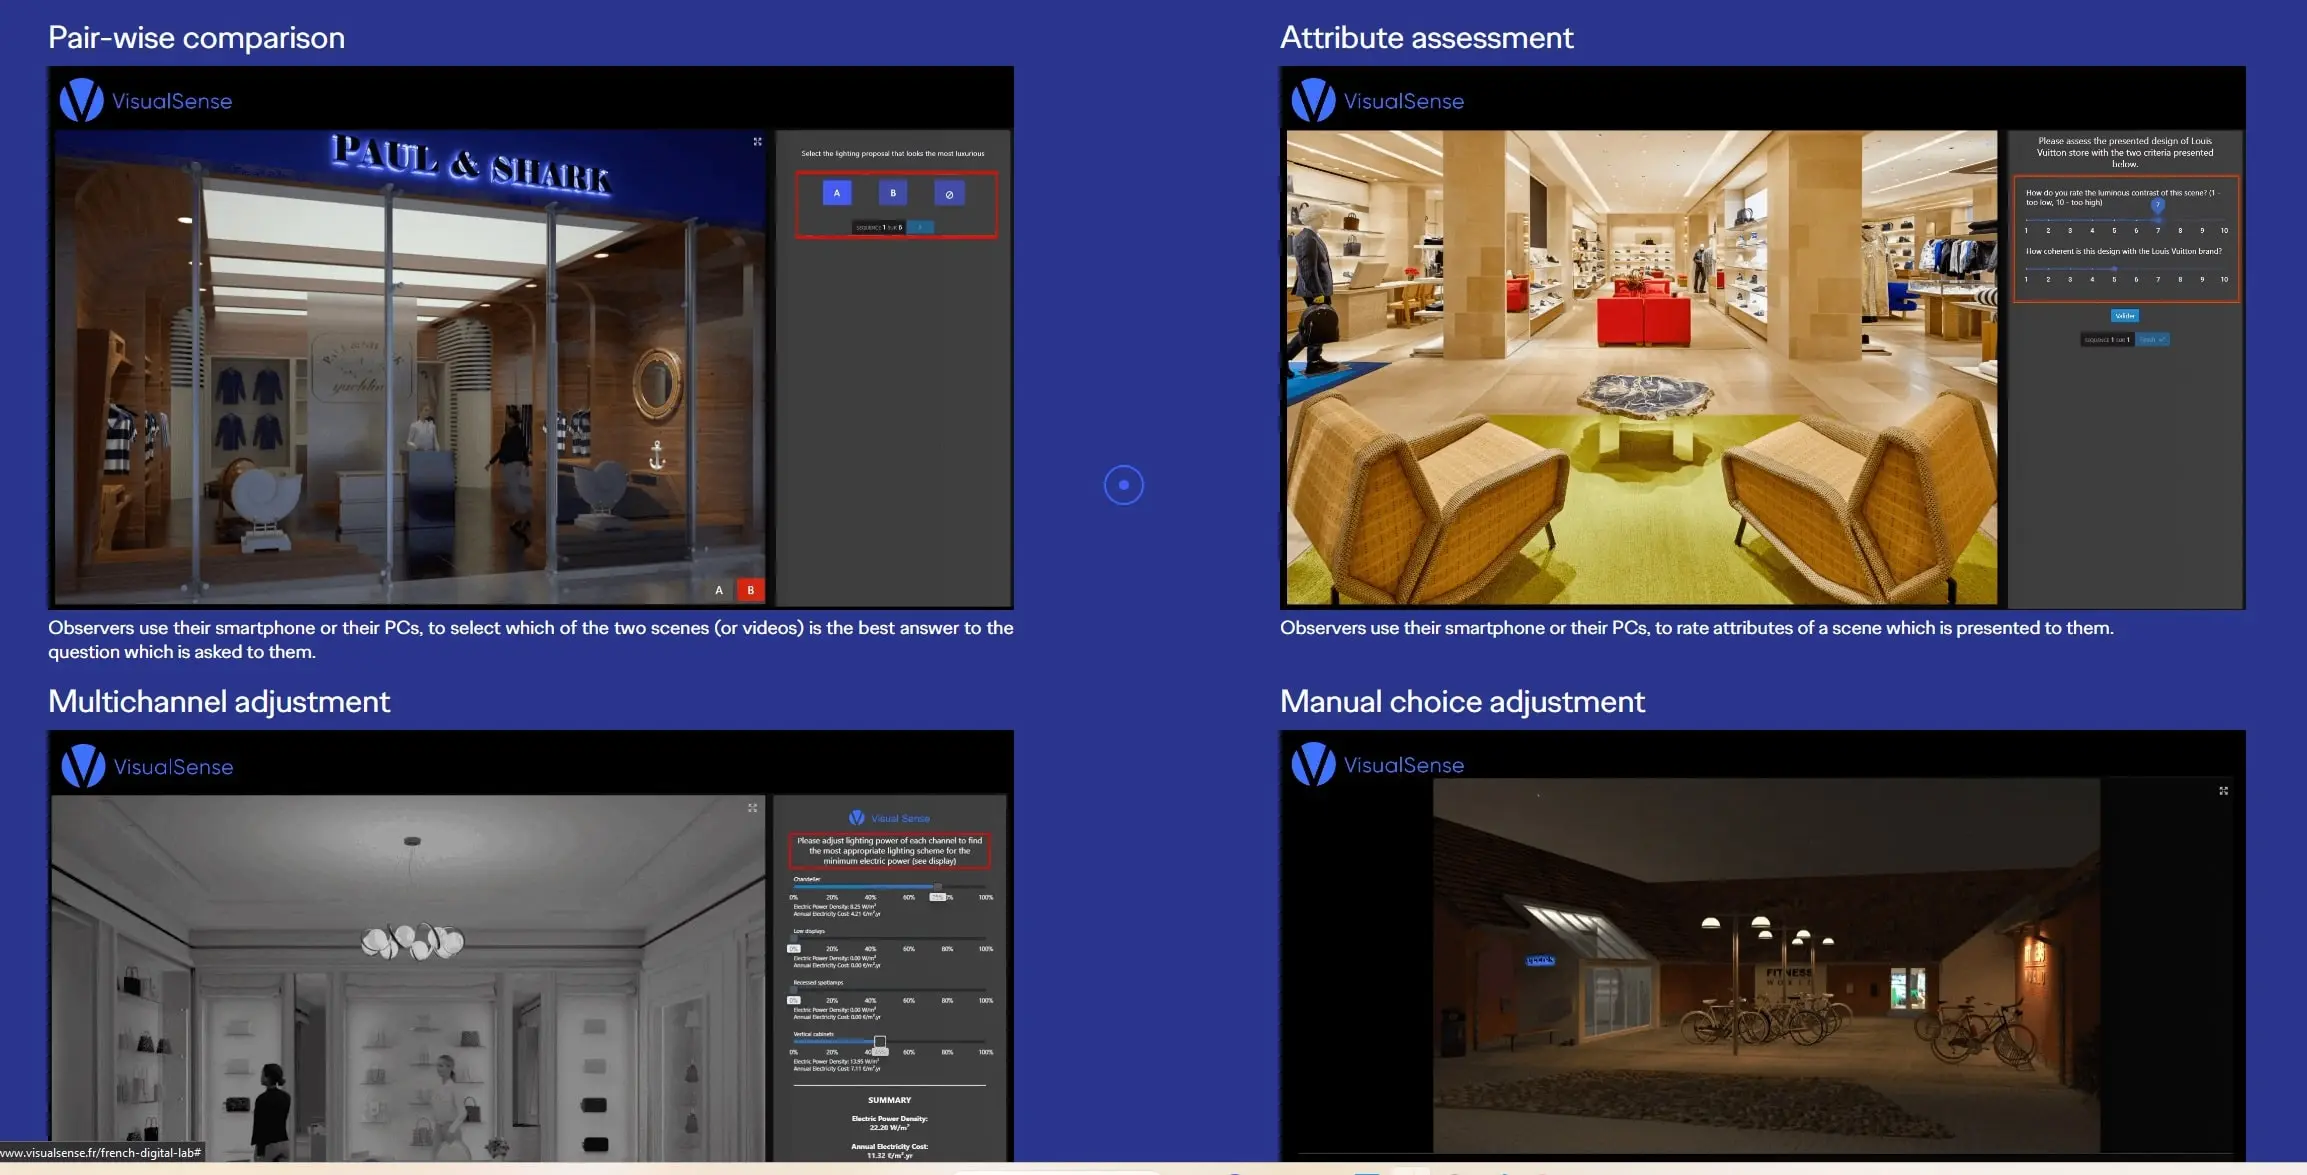 Pair-wise comparison
VisualSense
PAUL & SHARK
Select the lighting proposal that looks the most luxurious
A
B
SEQUENCE 1 SUR 6
yachting
A
B
Observers use their smartphone or their PCs, to select which of the two scenes (or videos) is the best answer to the
question which is asked to them.
Attribute assessment
VisualSense
Please assess the presented design of Louis
Vuitton store with the two criteria presented
below.
How do you rate the luminous contrast of this scene? (1 -
too low, 10 - too high)
7
1 2 3 4 5 6 7 8 9 10
How coherent is this design with the Louis Vuitton brand?
1 2 3 4 5 6 7 8 9 10
Valider
SEQUENCE 1 SUR 1
Observers use their smartphone or their PCs, to rate attributes of a scene which is presented to them.
Multichannel adjustment
VisualSense
Visual Sense
Please adjust lighting power of each channel to find
the most appropriate lighting scheme for the
minimum electric power (see display)
Chandelier
0% 20% 40% 60% 100%
Electric Power Density: 8.25 W/m²
Annual Electricity Cost: 4.21 €/m².yr
Low displays
0% 20% 40% 60% 80% 100%
Electric Power Density: 0.00 W/m²
Annual Electricity Cost: 0.00 €/m².yr
Recessed spotlamps
0% 20% 40% 60% 80% 100%
Electric Power Density: 0.00 W/m²
Annual Electricity Cost: 0.00 €/m².yr
Vertical cabinets
0% 20% 60% 80% 100%
Electric Power Density: 13.95 W/m²
Annual Electricity Cost: 7.11 €/m².yr
SUMMARY
Electric Power Density:
22.20 W/m²
Annual Electricity Cost:
11.32 €/m².yr
Manual choice adjustment
VisualSense
FITNESS
WORLD
www.visualsense.fr/french-digital-lab#